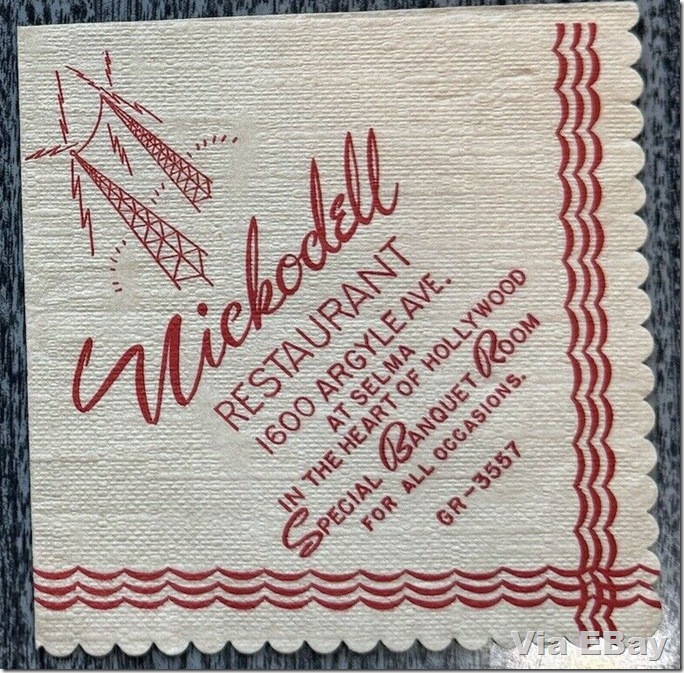 Nickodell
RESTAURANT
1600 ARGYLE AVE.
AT SELMA
IN THE HEART OF HOLLYWOOD
SPECIAL BANQUET ROOM
FOR ALL OCCASIONS.
GR-3557
Via EBay